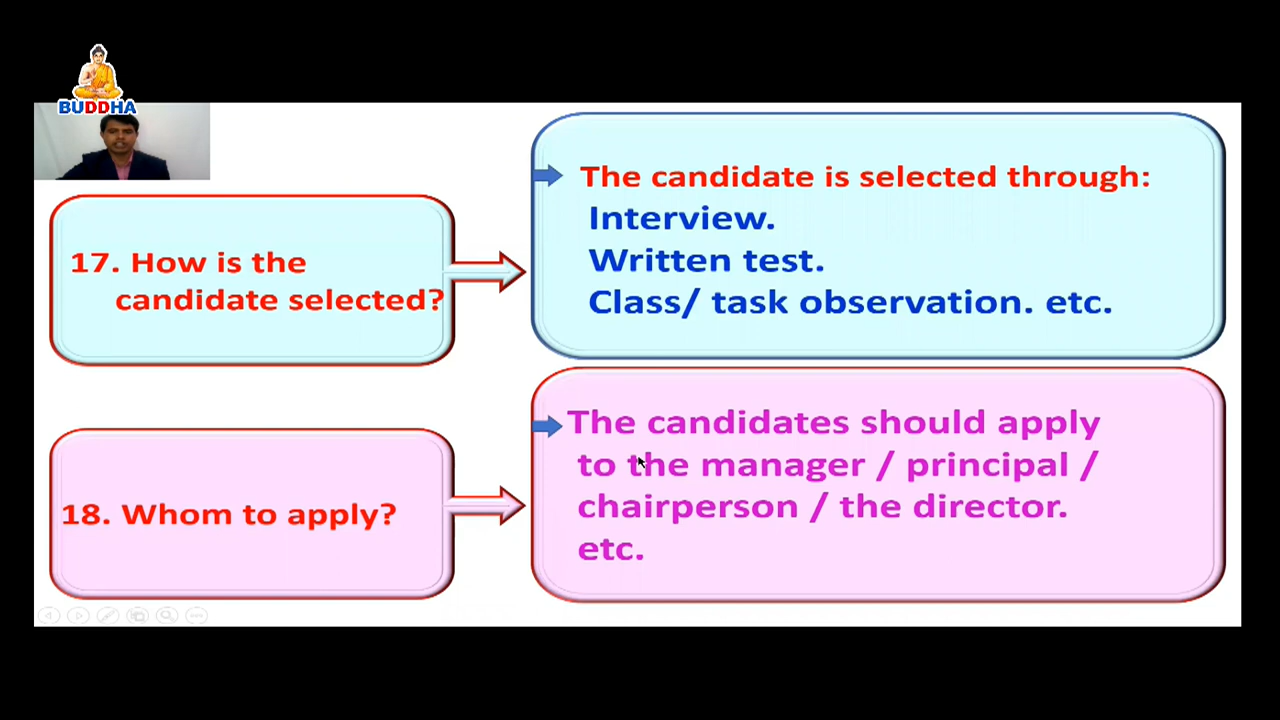 BUDDHA
17. How is the
candidate selected?
The candidate is selected through:
Interview.
Written test.
Class/ task observation. etc.
18. Whom to apply?
The candidates should apply
to the manager / principal /
chairperson / the director.
etc.